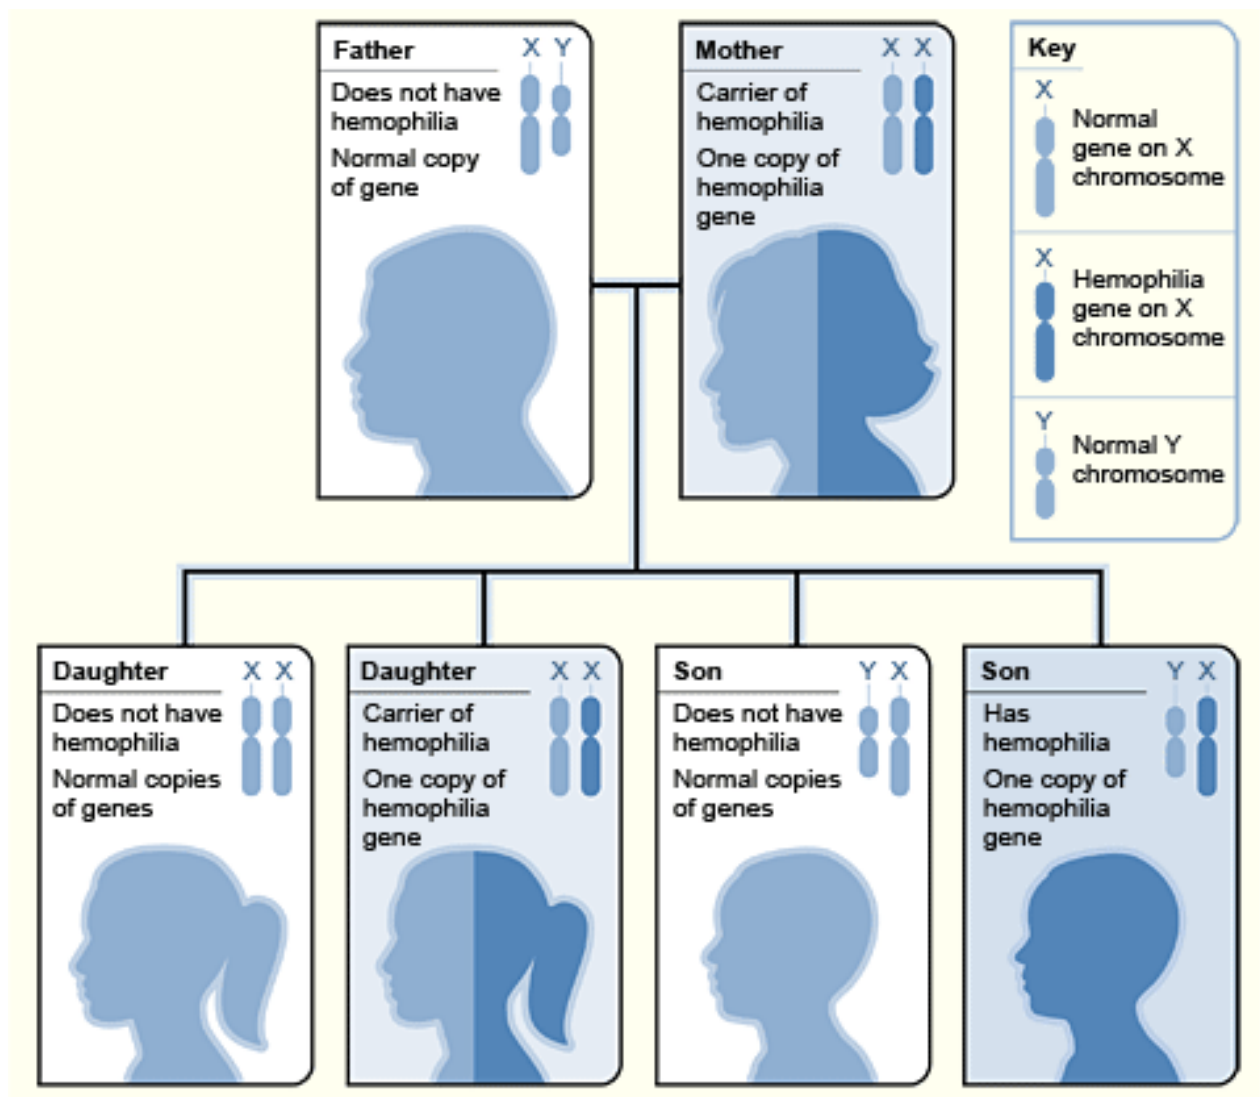 Father
X Y
Does not have
hemophilia
Normal copy
of gene
Mother
X X
Carrier of
hemophilia
One copy of
hemophilia
gene
Key
X
Normal
gene on X
chromosome
X
Hemophilia
gene on X
chromosome
Y
Normal Y
chromosome
Daughter
X X
Does not have
hemophilia
Normal copies
of genes
Daughter
X X
Carrier of
hemophilia
One copy of
hemophilia
gene
Son
Y X
Does not have
hemophilia
Normal copies
of genes
Son
Y X
Has
hemophilia
One copy of
hemophilia
gene